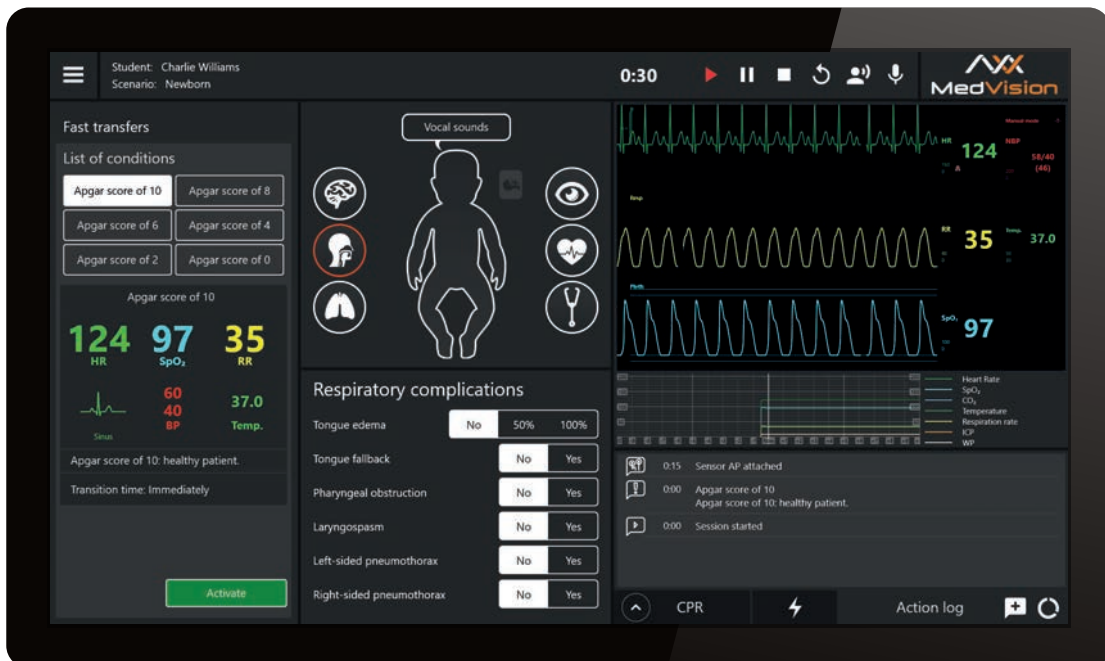 Student: Charlie Williams
Scenario: Newborn
0:30
MedVision
Fast transfers
List of conditions
Apgar score of 10
Apgar score of 8
Apgar score of 6
Apgar score of 4
Apgar score of 2
Apgar score of 0
Apgar score of 10
124 97 35
HR SpO₂ RR
60
40
BP
37.0
Temp.
Sinus
Apgar score of 10: healthy patient.
Transition time: Immediately
Activate
Vocal sounds
Respiratory complications
Tongue edema No 50% 100%
Tongue fallback No Yes
Pharyngeal obstruction No Yes
Laryngospasm No Yes
Left-sided pneumothorax No Yes
Right-sided pneumothorax No Yes
Manual mode
HR 124
A
NBP
58/40
(46)
Resp
RR 35
Temp. 37.0
Pleth
SpO₂ 97
Heart Rate
SpO₂
CO₂
Temperature
Respiration rate
ICP
WP
0:15 Sensor AP attached
0:00 Apgar score of 10
Apgar score of 10: healthy patient.
0:00 Session started
CPR
Action log